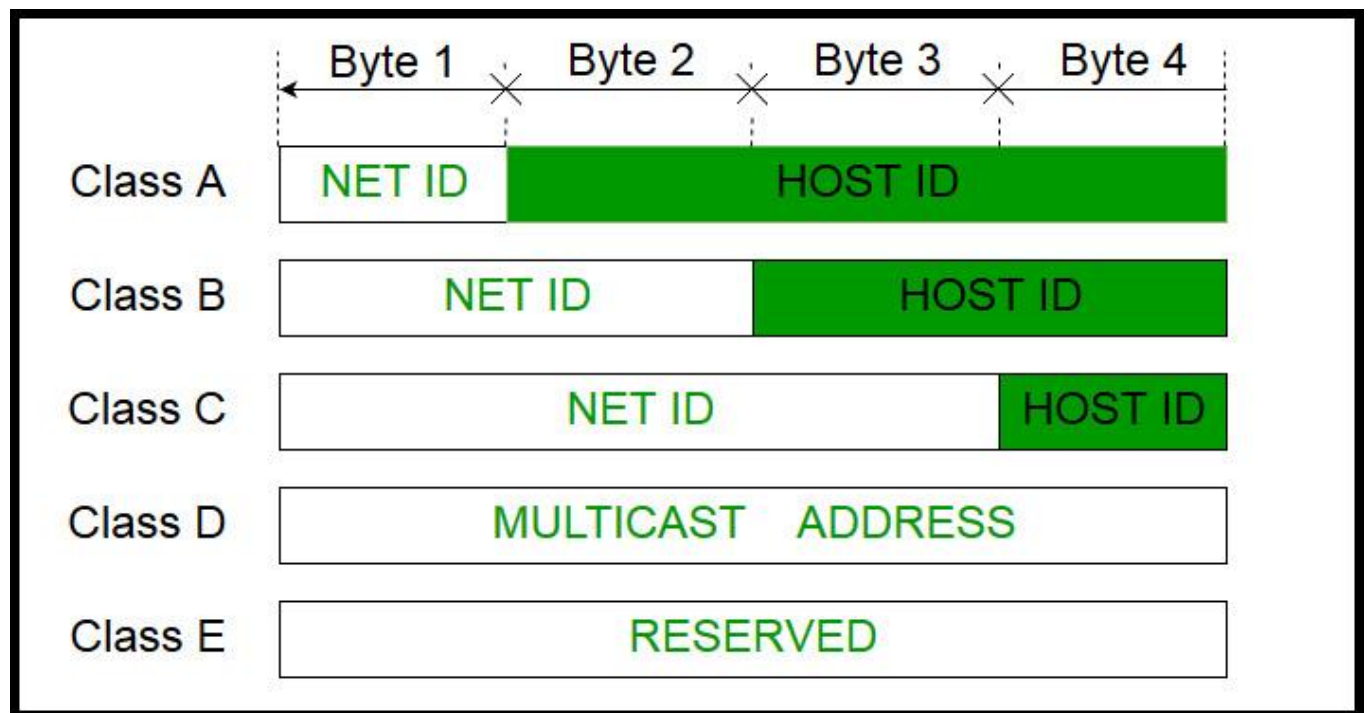 Byte 1 Byte 2 Byte 3 Byte 4
Class A NET ID HOST ID
Class B NET ID HOST ID
Class C NET ID HOST ID
Class D MULTICAST ADDRESS
Class E RESERVED